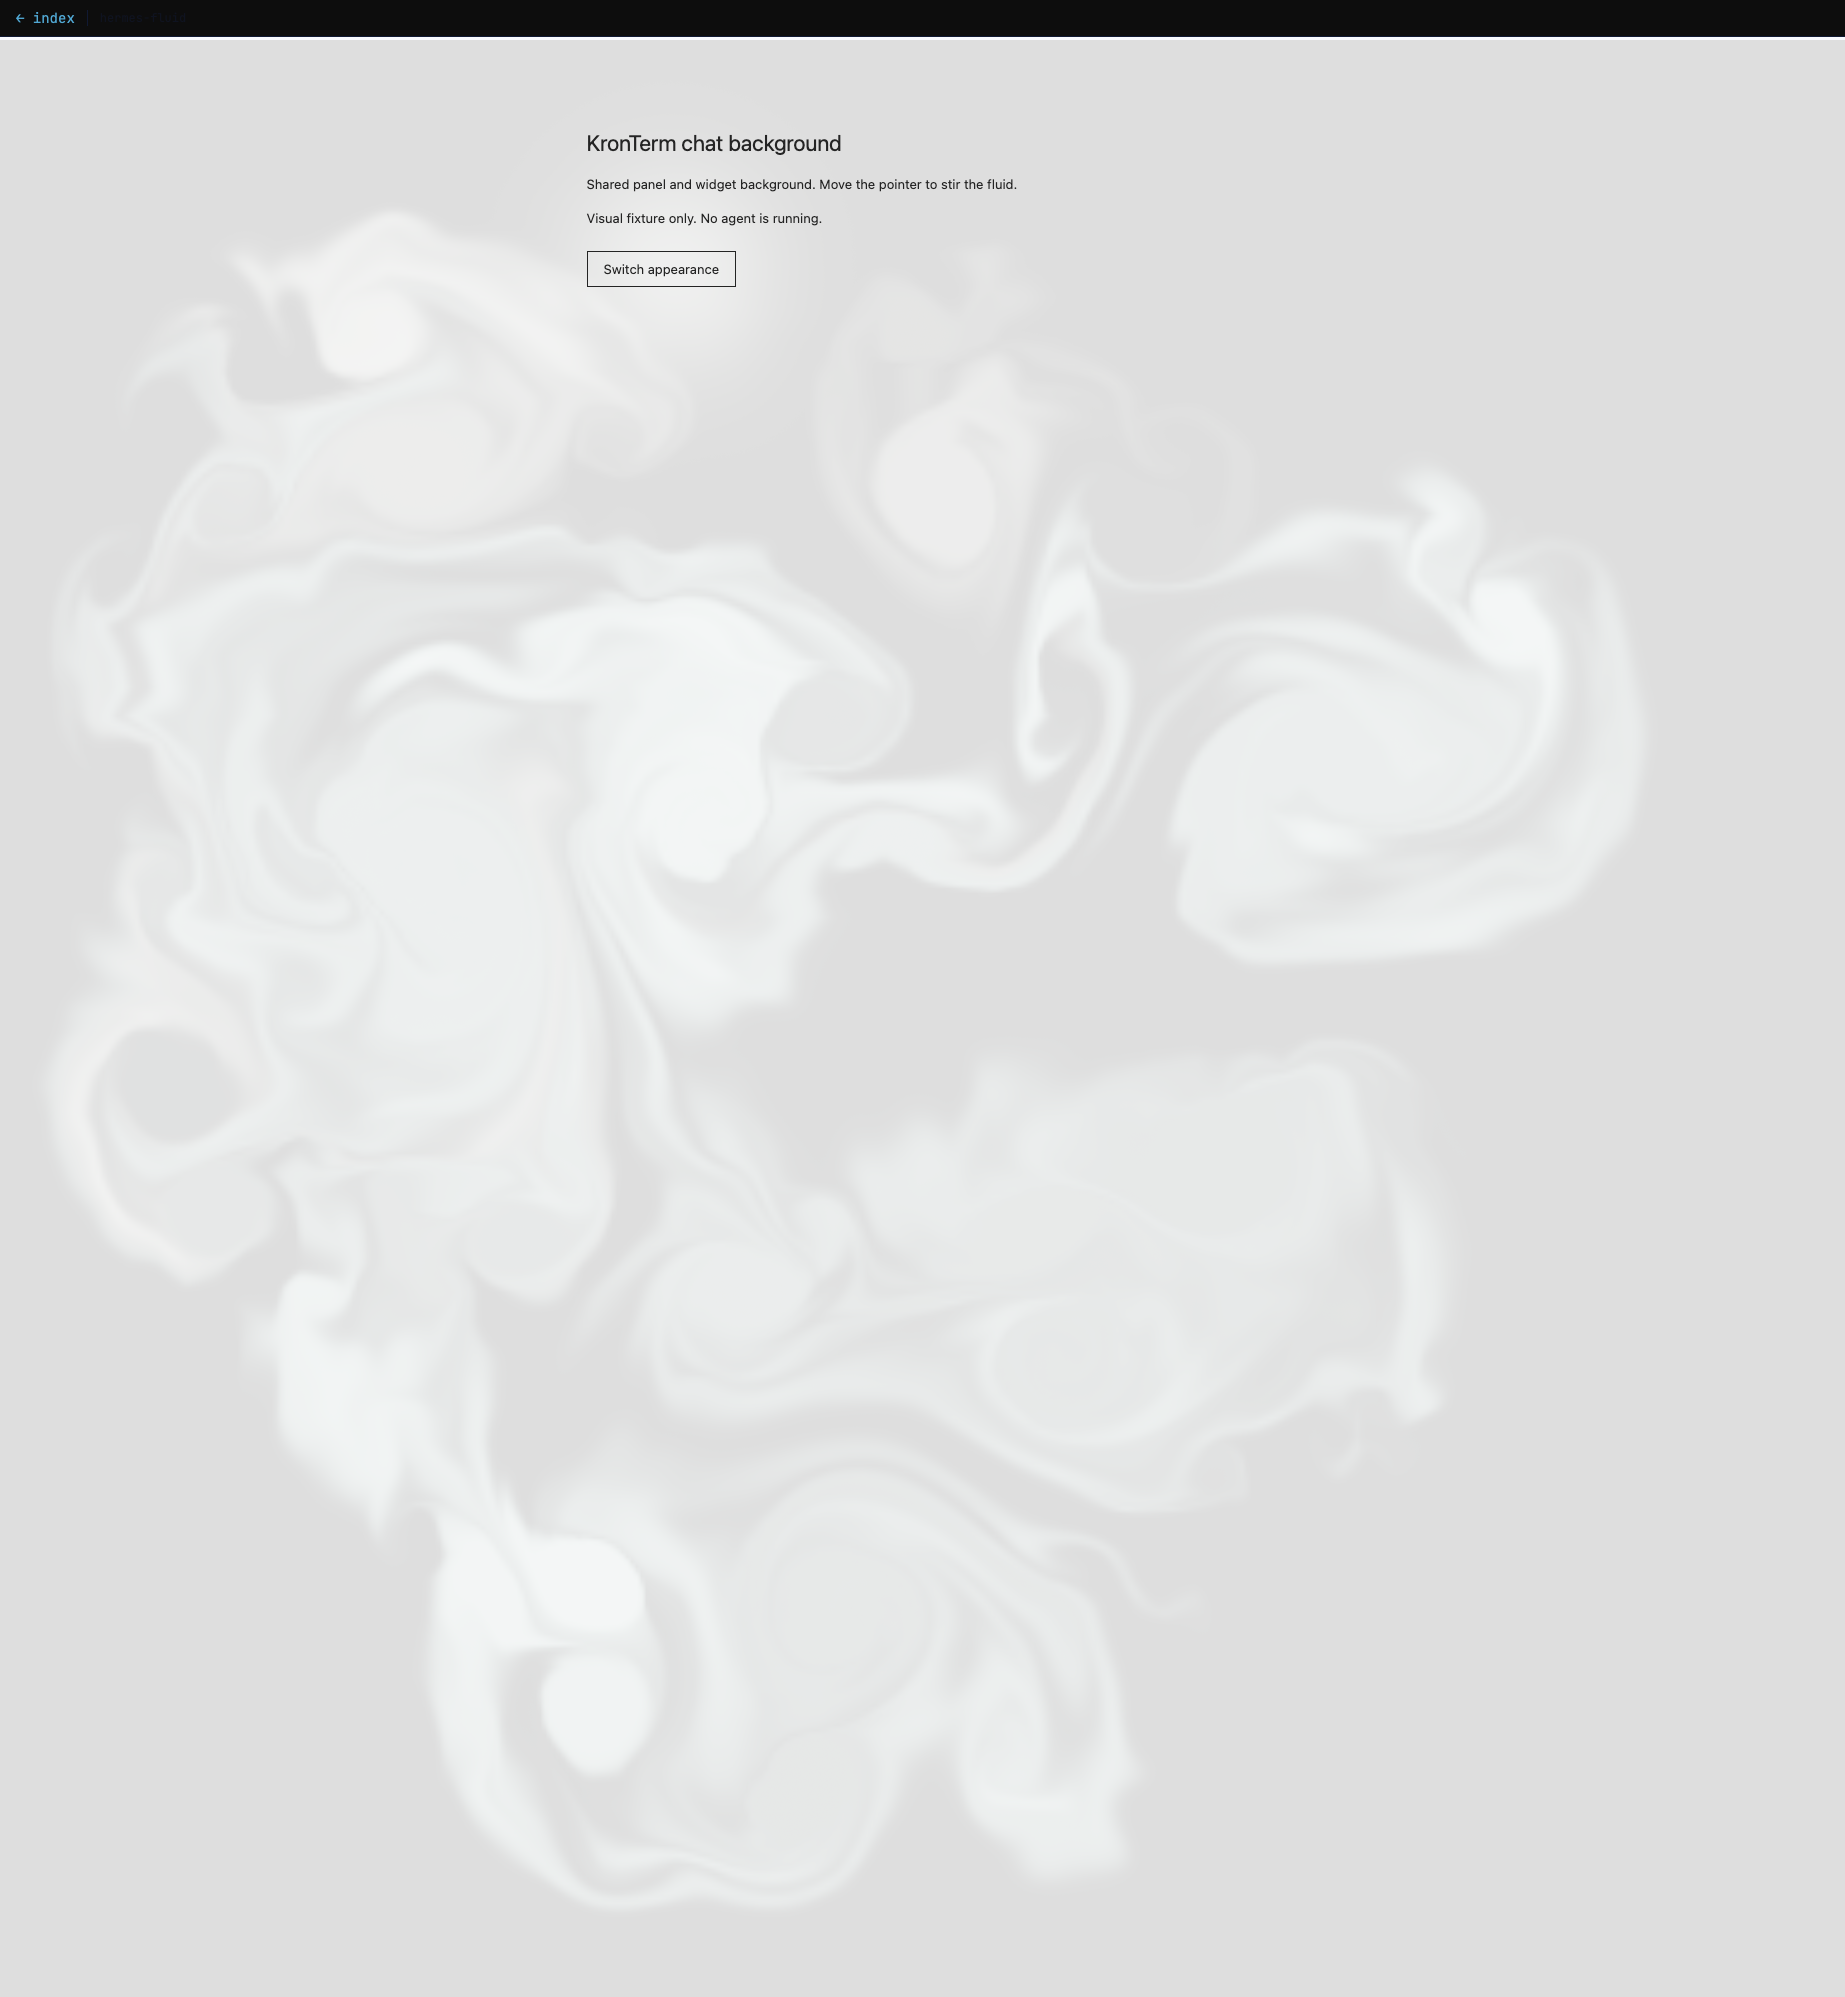 ← index
KronTerm chat background
Shared panel and widget background. Move the pointer to stir the fluid.
Visual fixture only. No agent is running.
Switch appearance